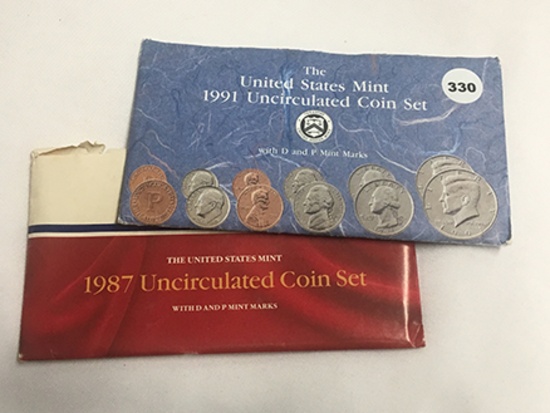 The
United States Mint
1991 Uncirculated Coin Set
330
with D and P Mint Marks
P
THE UNITED STATES MINT
1987 Uncirculated Coin Set
WITH D AND P MINT MARKS